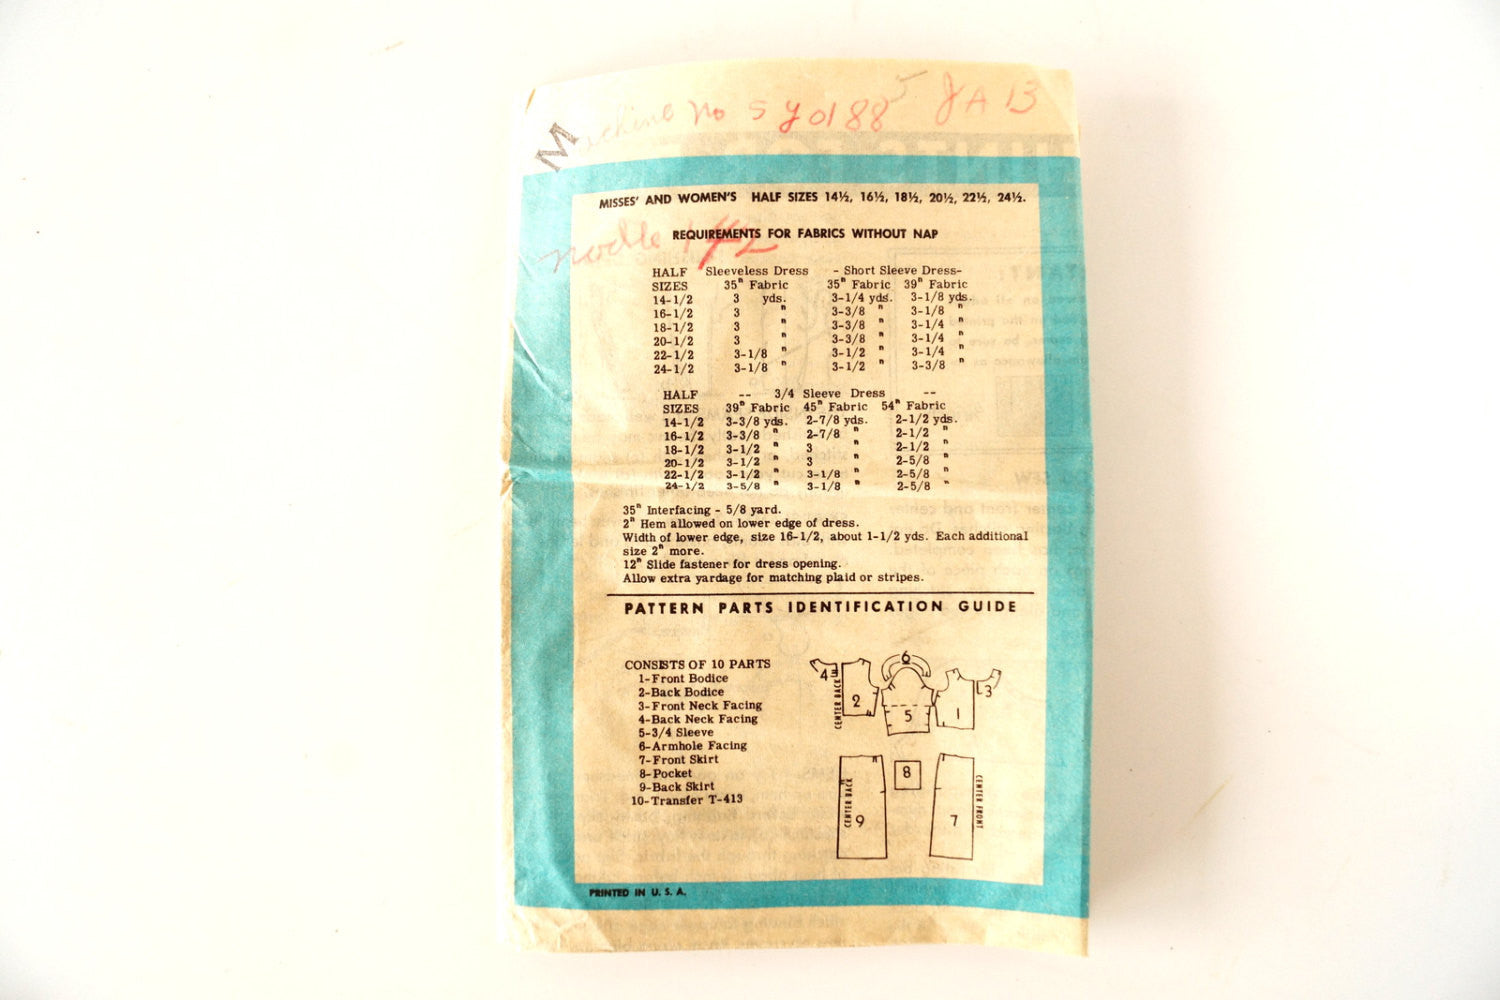 Machine no
JA 13
MISSES' AND WOMEN'S HALF SIZES 14½, 16½, 18½, 20½, 22½, 24½.
REQUIREMENTS FOR FABRICS WITHOUT NAP
HALF Sleeveless Dress - Short Sleeve Dress-
SIZES 35" Fabric 35" Fabric 39" Fabric
14-1/2 3 yds. 3-1/4 yds. 3-1/8 yds.
16-1/2 3 " 3-3/8 " 3-1/8 "
18-1/2 3 " 3-3/8 " 3-1/4 "
20-1/2 3 " 3-3/8 " 3-1/4 "
22-1/2 3-1/8 " 3-1/2 " 3-1/4 "
24-1/2 3-1/8 " 3-1/2 " 3-3/8 "
HALF -- 3/4 Sleeve Dress --
SIZES 39" Fabric 45" Fabric 54" Fabric
14-1/2 3-3/8 yds. 2-7/8 yds. 2-1/2 yds.
16-1/2 3-3/8 " 2-7/8 " 2-1/2 "
18-1/2 3-1/2 " 3 " 2-1/2 "
20-1/2 3-1/2 " 3 " 2-5/8 "
22-1/2 3-1/2 " 3-1/8 " 2-5/8 "
24-1/2 3-5/8 " 3-1/8 " 2-5/8 "
35" Interfacing - 5/8 yard.
2" Hem allowed on lower edge of dress.
Width of lower edge, size 16-1/2, about 1-1/2 yds. Each additional
size 2" more.
12" Slide fastener for dress opening.
Allow extra yardage for matching plaid or stripes.
PATTERN PARTS IDENTIFICATION GUIDE
CONSISTS OF 10 PARTS
1-Front Bodice
2-Back Bodice
3-Front Neck Facing
4-Back Neck Facing
5-3/4 Sleeve
6-Armhole Facing
7-Front Skirt
8-Pocket
9-Back Skirt
10-Transfer T-413
6
4
CENTER BACK
2
5
1
3
8
CENTER BACK
9
7
CENTER FRONT
PRINTED IN U. S. A.